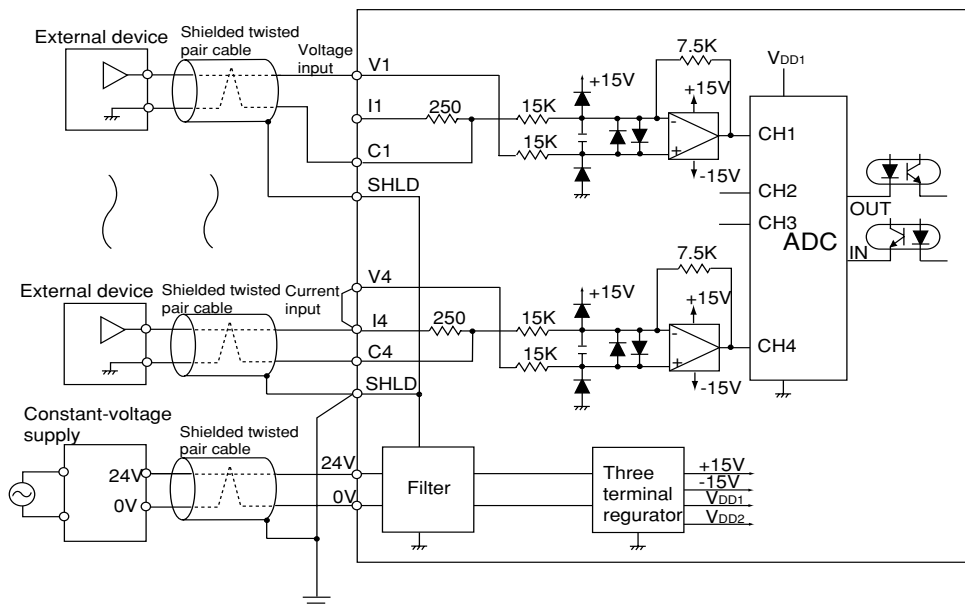 External device
Shielded twisted
pair cable
Voltage
input
V1
I1
C1
SHLD
250
15K
15K
+15V
7.5K
+15V
-
+
-15V
VDD1
CH1
CH2
CH3
ADC
OUT
IN
CH4
External device
Shielded twisted
pair cable
Current
input
V4
I4
C4
SHLD
250
15K
15K
+15V
7.5K
+15V
-
+
-15V
Constant-voltage
supply
24V
0V
Shielded twisted
pair cable
24V
0V
Filter
Three
terminal
regurator
+15V
-15V
VDD1
VDD2